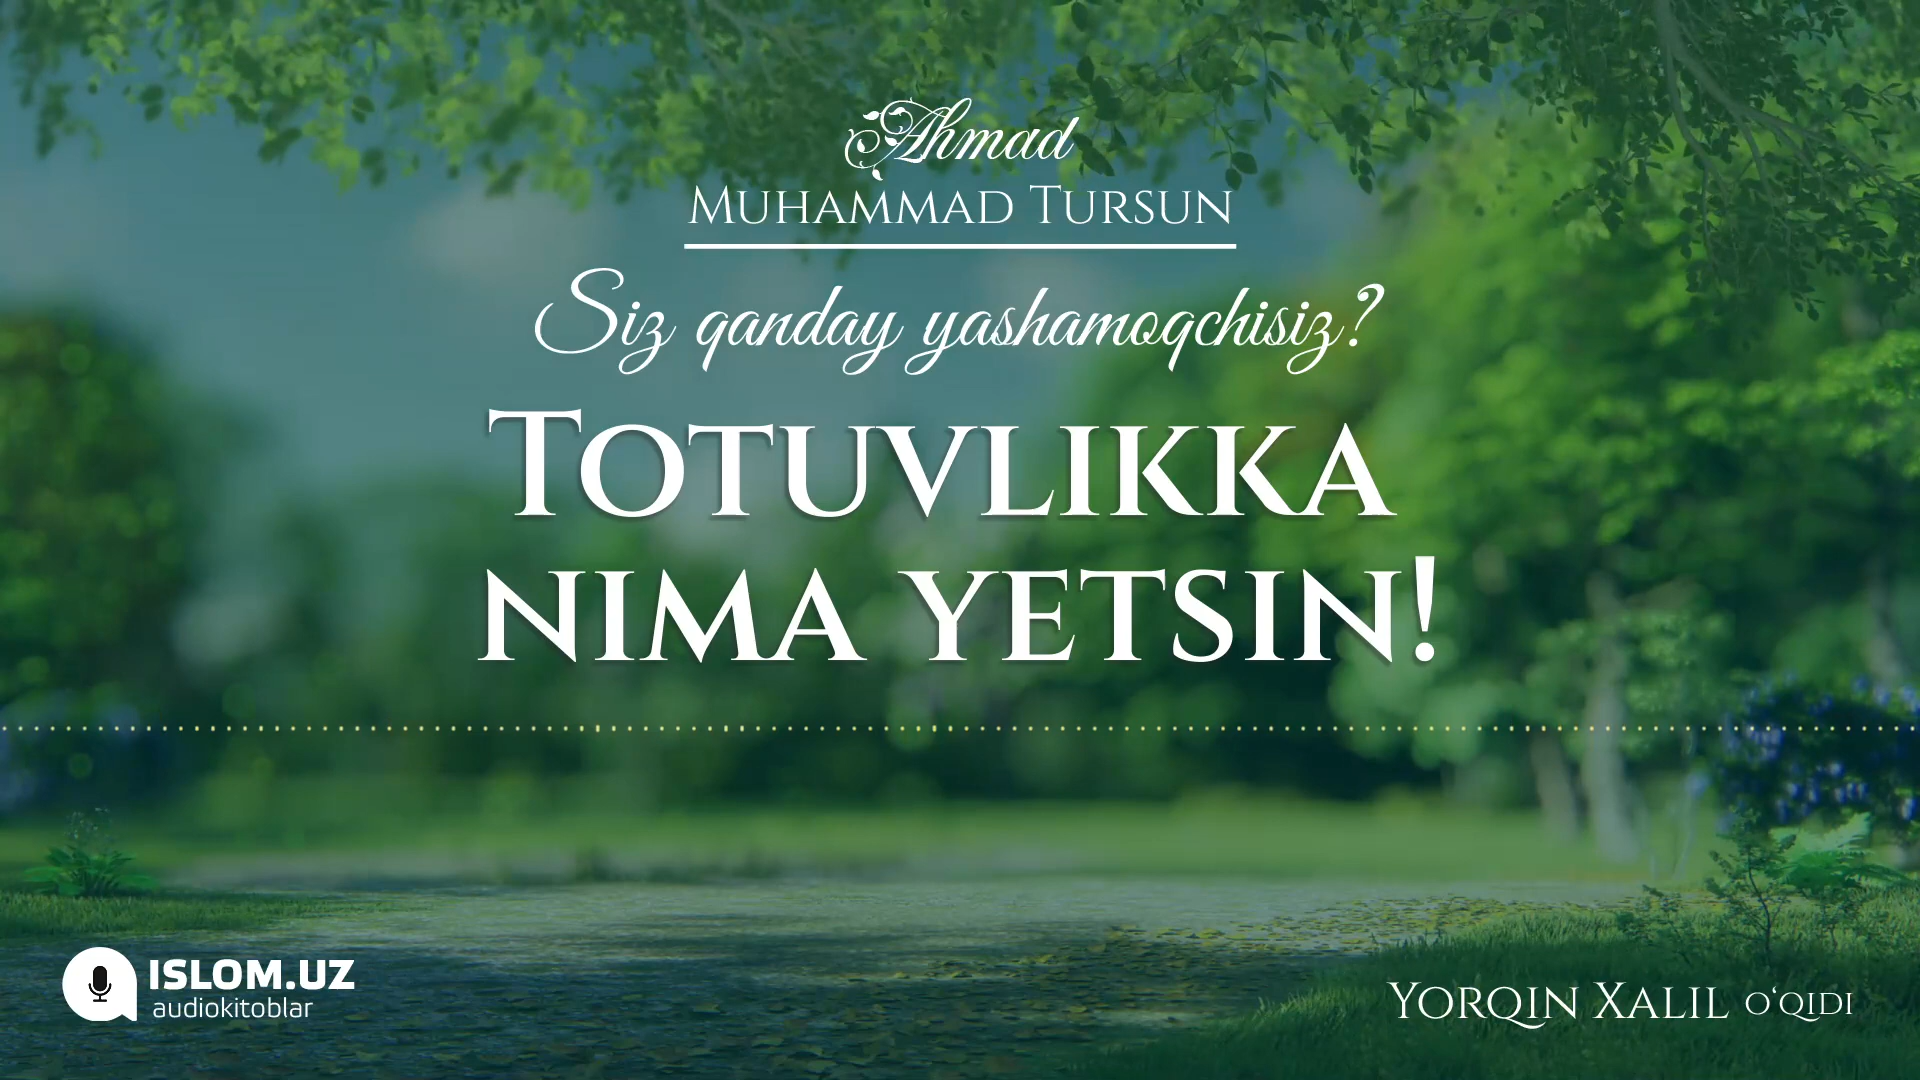 Ahmad
MUHAMMAD TURSUN
Siz qanday yashamoqchisiz?
TOTUVLIKKA
NIMA YETSIN!
ISLOM.UZ
audiokitoblar
YORQIN XALIL O‘QIDI